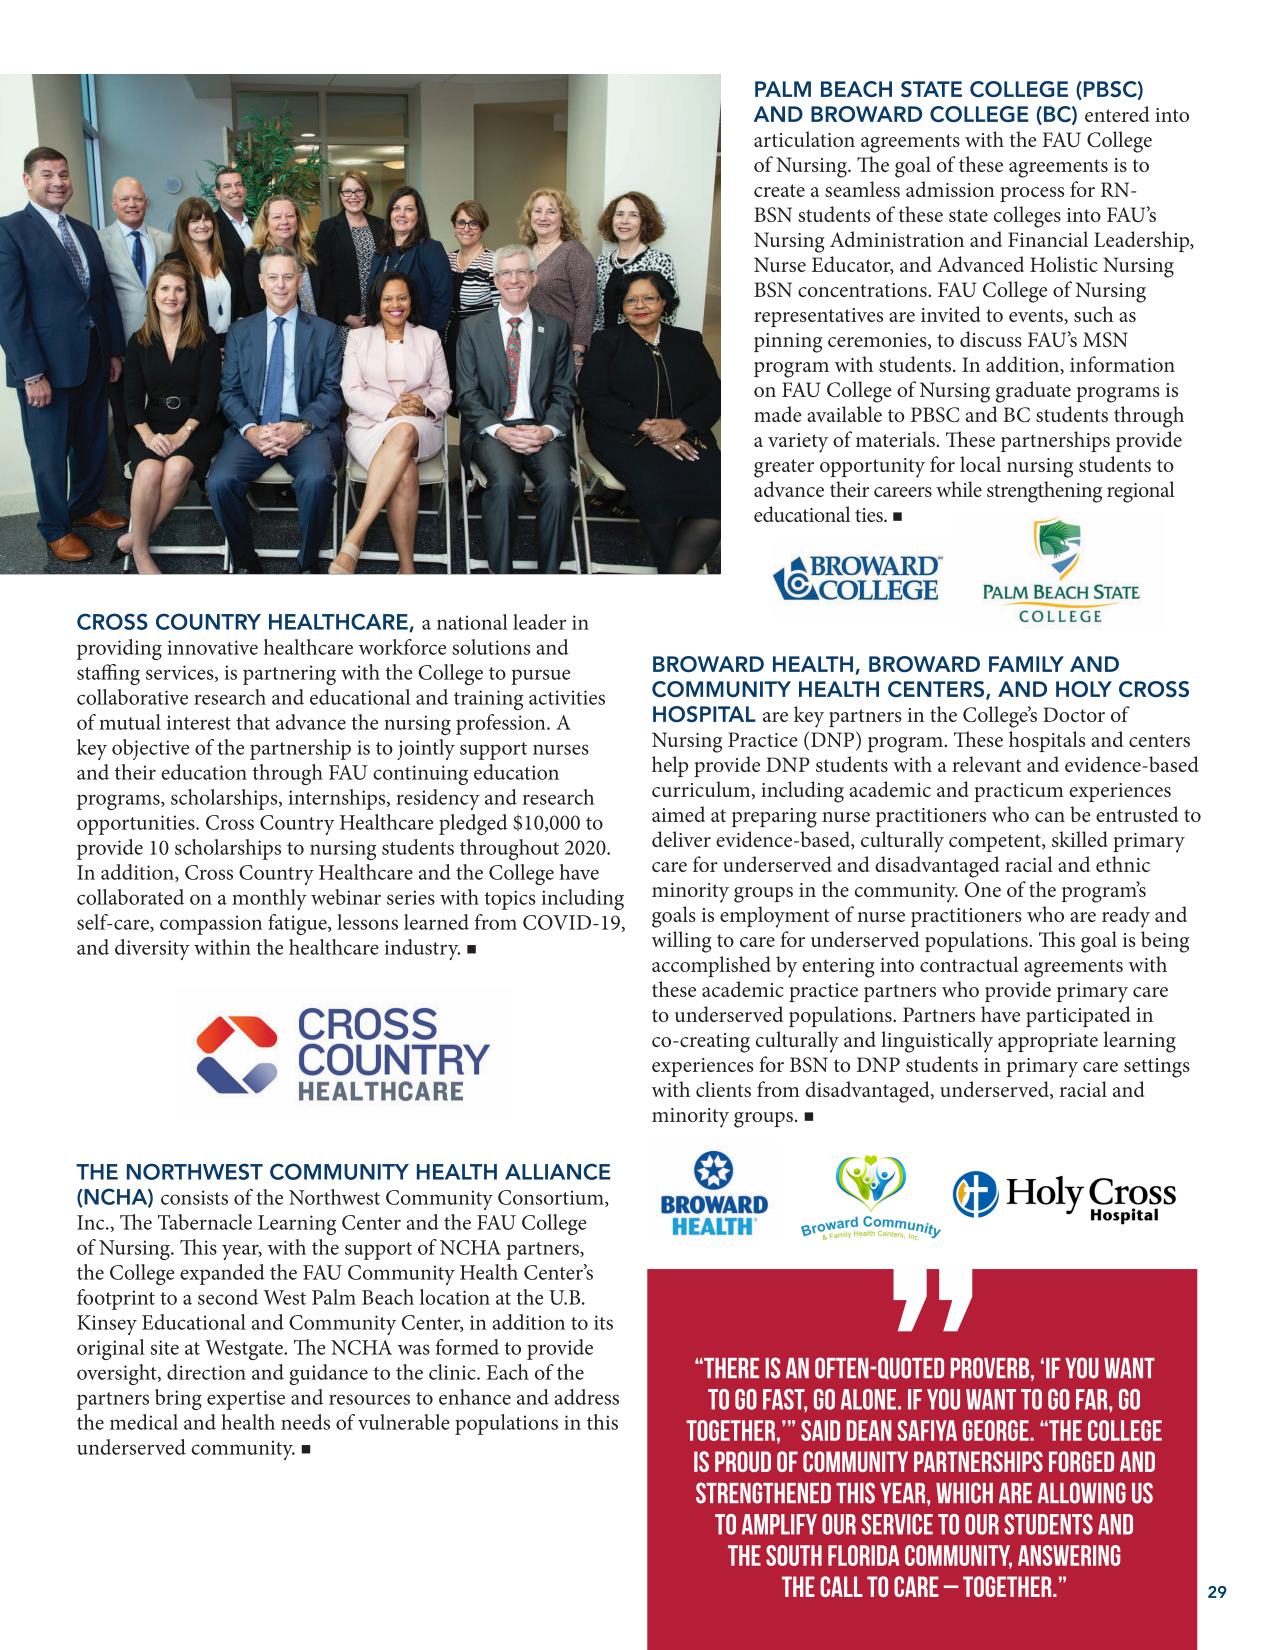 PALM BEACH STATE COLLEGE (PBSC)
AND BROWARD COLLEGE (BC) entered into
articulation agreements with the FAU College
of Nursing. The goal of these agreements is to
create a seamless admission process for RN-
BSN students of these state colleges into FAU’s
Nursing Administration and Financial Leadership,
Nurse Educator, and Advanced Holistic Nursing
BSN concentrations. FAU College of Nursing
representatives are invited to events, such as
pinning ceremonies, to discuss FAU’s MSN
program with students. In addition, information
on FAU College of Nursing graduate programs is
made available to PBSC and BC students through
a variety of materials. These partnerships provide
greater opportunity for local nursing students to
advance their careers while strengthening regional
educational ties. ■
BROWARD℠
COLLEGE
PALM BEACH STATE
COLLEGE
CROSS COUNTRY HEALTHCARE, a national leader in
providing innovative healthcare workforce solutions and
staffing services, is partnering with the College to pursue
collaborative research and educational and training activities
of mutual interest that advance the nursing profession. A
key objective of the partnership is to jointly support nurses
and their education through FAU continuing education
programs, scholarships, internships, residency and research
opportunities. Cross Country Healthcare pledged $10,000 to
provide 10 scholarships to nursing students throughout 2020.
In addition, Cross Country Healthcare and the College have
collaborated on a monthly webinar series with topics including
self-care, compassion fatigue, lessons learned from COVID-19,
and diversity within the healthcare industry. ■
CROSS
COUNTRY
HEALTHCARE
THE NORTHWEST COMMUNITY HEALTH ALLIANCE
(NCHA) consists of the Northwest Community Consortium,
Inc., The Tabernacle Learning Center and the FAU College
of Nursing. This year, with the support of NCHA partners,
the College expanded the FAU Community Health Center’s
footprint to a second West Palm Beach location at the U.B.
Kinsey Educational and Community Center, in addition to its
original site at Westgate. The NCHA was formed to provide
oversight, direction and guidance to the clinic. Each of the
partners bring expertise and resources to enhance and address
the medical and health needs of vulnerable populations in this
underserved community. ■
BROWARD HEALTH, BROWARD FAMILY AND
COMMUNITY HEALTH CENTERS, AND HOLY CROSS
HOSPITAL are key partners in the College’s Doctor of
Nursing Practice (DNP) program. These hospitals and centers
help provide DNP students with a relevant and evidence-based
curriculum, including academic and practicum experiences
aimed at preparing nurse practitioners who can be entrusted to
deliver evidence-based, culturally competent, skilled primary
care for underserved and disadvantaged racial and ethnic
minority groups in the community. One of the program’s
goals is employment of nurse practitioners who are ready and
willing to care for underserved populations. This goal is being
accomplished by entering into contractual agreements with
these academic practice partners who provide primary care
to underserved populations. Partners have participated in
co-creating culturally and linguistically appropriate learning
experiences for BSN to DNP students in primary care settings
with clients from disadvantaged, underserved, racial and
minority groups. ■
BROWARD
HEALTH®
Broward Community
& Family Health Centers, Inc.
Holy Cross
Hospital
”
“THERE IS AN OFTEN-QUOTED PROVERB, ‘IF YOU WANT
TO GO FAST, GO ALONE. IF YOU WANT TO GO FAR, GO
TOGETHER,’” SAID DEAN SAFIYA GEORGE. “THE COLLEGE
IS PROUD OF COMMUNITY PARTNERSHIPS FORGED AND
STRENGTHENED THIS YEAR, WHICH ARE ALLOWING US
TO AMPLIFY OUR SERVICE TO OUR STUDENTS AND
THE SOUTH FLORIDA COMMUNITY, ANSWERING
THE CALL TO CARE – TOGETHER.”
29